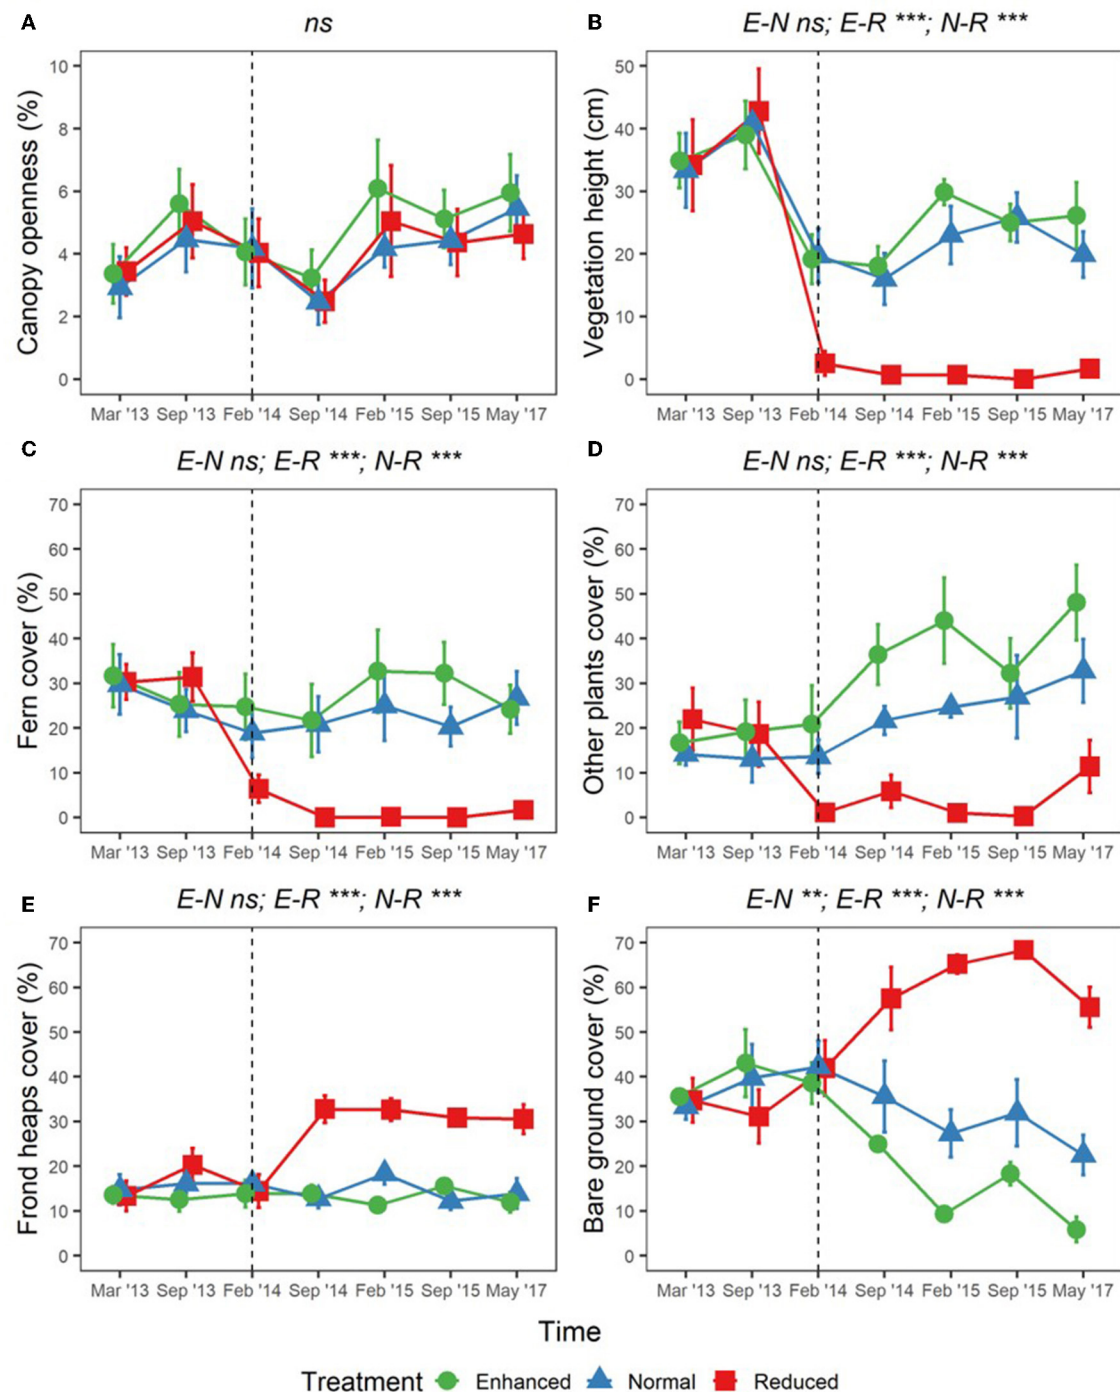 A ns
Canopy openness (%)
10
8
6
4
2
0
Mar '13 Sep '13 Feb '14 Sep '14 Feb '15 Sep '15 May '17
B E-N ns; E-R ***; N-R ***
Vegetation height (cm)
50
40
30
20
10
0
Mar '13 Sep '13 Feb '14 Sep '14 Feb '15 Sep '15 May '17
C E-N ns; E-R ***; N-R ***
Fern cover (%)
70
60
50
40
30
20
10
0
Mar '13 Sep '13 Feb '14 Sep '14 Feb '15 Sep '15 May '17
D E-N ns; E-R ***; N-R ***
Other plants cover (%)
70
60
50
40
30
20
10
0
Mar '13 Sep '13 Feb '14 Sep '14 Feb '15 Sep '15 May '17
E E-N ns; E-R ***; N-R ***
Frond heaps cover (%)
70
60
50
40
30
20
10
0
Mar '13 Sep '13 Feb '14 Sep '14 Feb '15 Sep '15 May '17
F E-N **; E-R ***; N-R ***
Bare ground cover (%)
70
60
50
40
30
20
10
0
Mar '13 Sep '13 Feb '14 Sep '14 Feb '15 Sep '15 May '17
Time
Treatment Enhanced Normal Reduced